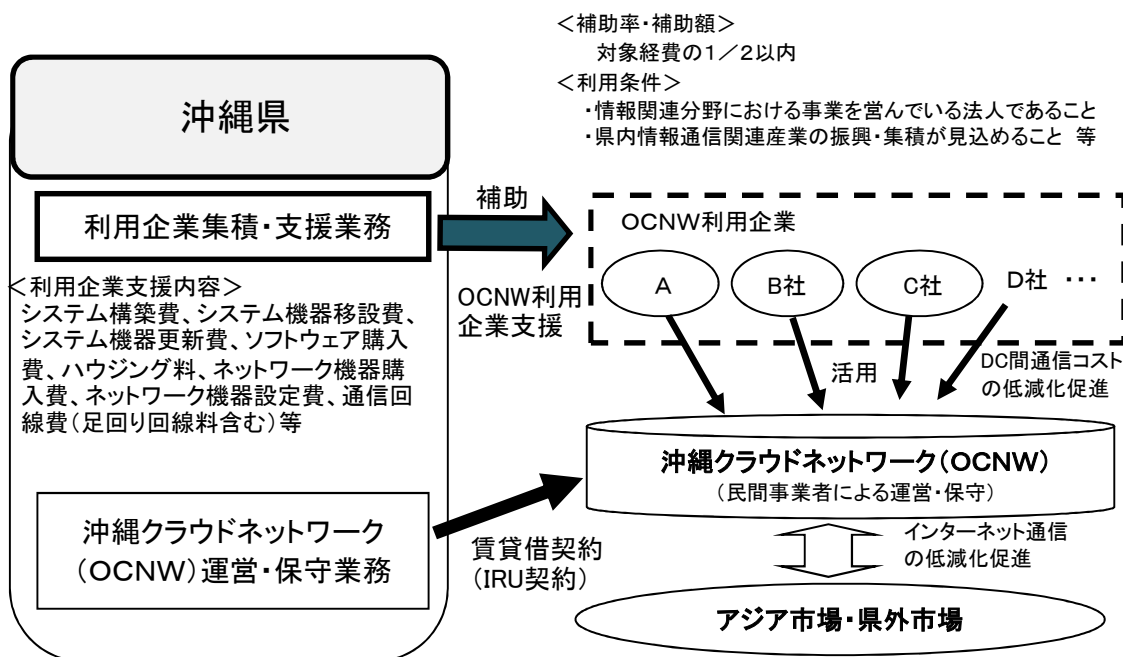 <補助率・補助額>
対象経費の1/2以内
<利用条件>
・情報関連分野における事業を営んでいる法人であること
・県内情報通信関連産業の振興・集積が見込めること 等
沖縄県
利用企業集積・支援業務
補助
OCNW利用
企業支援
<利用企業支援内容>
システム構築費、システム機器移設費、
システム機器更新費、ソフトウェア購入
費、ハウジング料、ネットワーク機器購
入費、ネットワーク機器設定費、通信回
線費(足回り回線料含む)等
OCNW利用企業
A
B社
C社
D社 ・・・
活用
DC間通信コスト
の低減化促進
沖縄クラウドネットワーク(OCNW)
(民間事業者による運営・保守)
沖縄クラウドネットワーク
(OCNW)運営・保守業務
賃貸借契約
(IRU契約)
インターネット通信
の低減化促進
アジア市場・県外市場